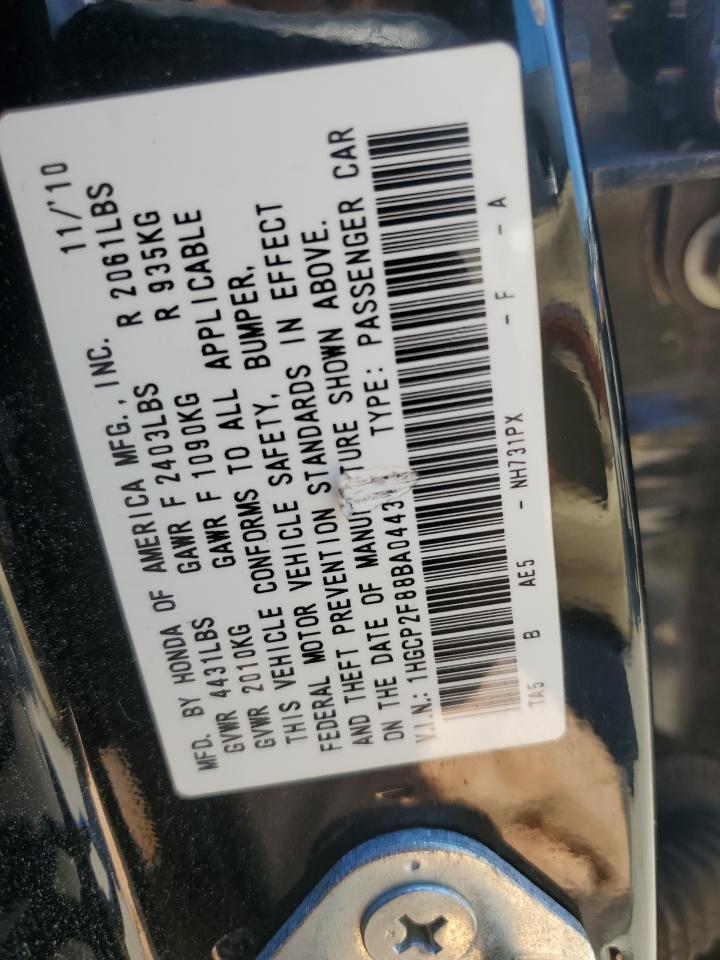 11/'10
MFD. BY HONDA OF AMERICA MFG., INC.
GVWR 4431LBS GAWR F 2403LBS R 2061LBS
GVWR 2010KG GAWR F 1090KG R 935KG
THIS VEHICLE CONFORMS TO ALL APPLICABLE
FEDERAL MOTOR VEHICLE SAFETY, BUMPER,
AND THEFT PREVENTION STANDARDS IN EFFECT
ON THE DATE OF SHOWN ABOVE.
V.I.N.: TYPE: PASSENGER CAR
TA5 B AE5 - NH731PX - F - A